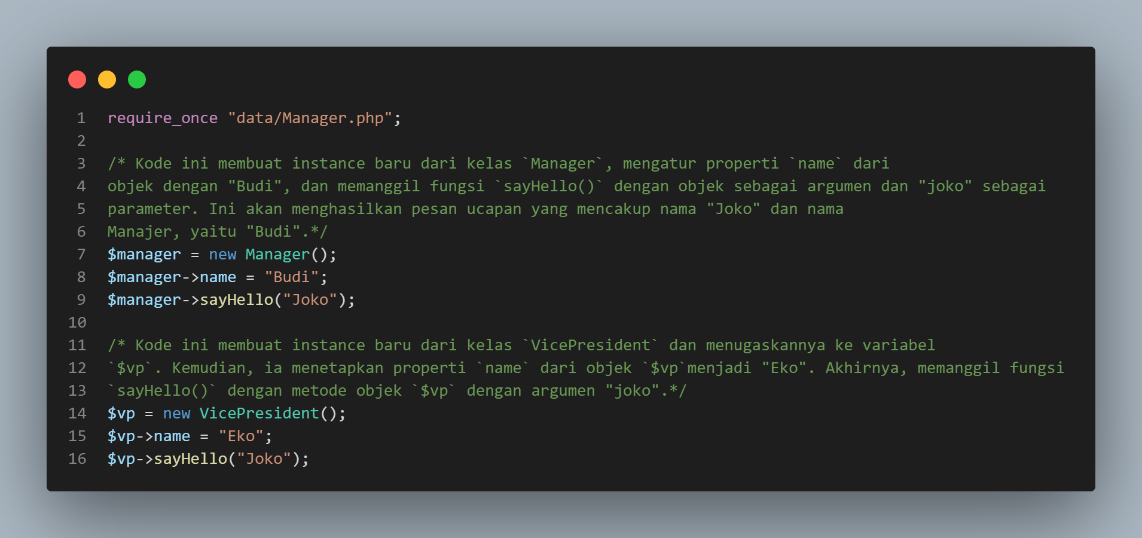 1 require_once "data/Manager.php";
2
3 /* Kode ini membuat instance baru dari kelas `Manager`, mengatur properti `name` dari
4 objek dengan "Budi", dan memanggil fungsi `sayHello()` dengan objek sebagai argumen dan "joko" sebagai
5 parameter. Ini akan menghasilkan pesan ucapan yang mencakup nama "Joko" dan nama
6 Manajer, yaitu "Budi".*/
7 $manager = new Manager();
8 $manager->name = "Budi";
9 $manager->sayHello("Joko");
10
11 /* Kode ini membuat instance baru dari kelas `VicePresident` dan menugaskannya ke variabel
12 `$vp`. Kemudian, ia menetapkan properti `name` dari objek `$vp`menjadi "Eko". Akhirnya, memanggil fungsi
13 `sayHello()` dengan metode objek `$vp` dengan argumen "joko".*/
14 $vp = new VicePresident();
15 $vp->name = "Eko";
16 $vp->sayHello("Joko");